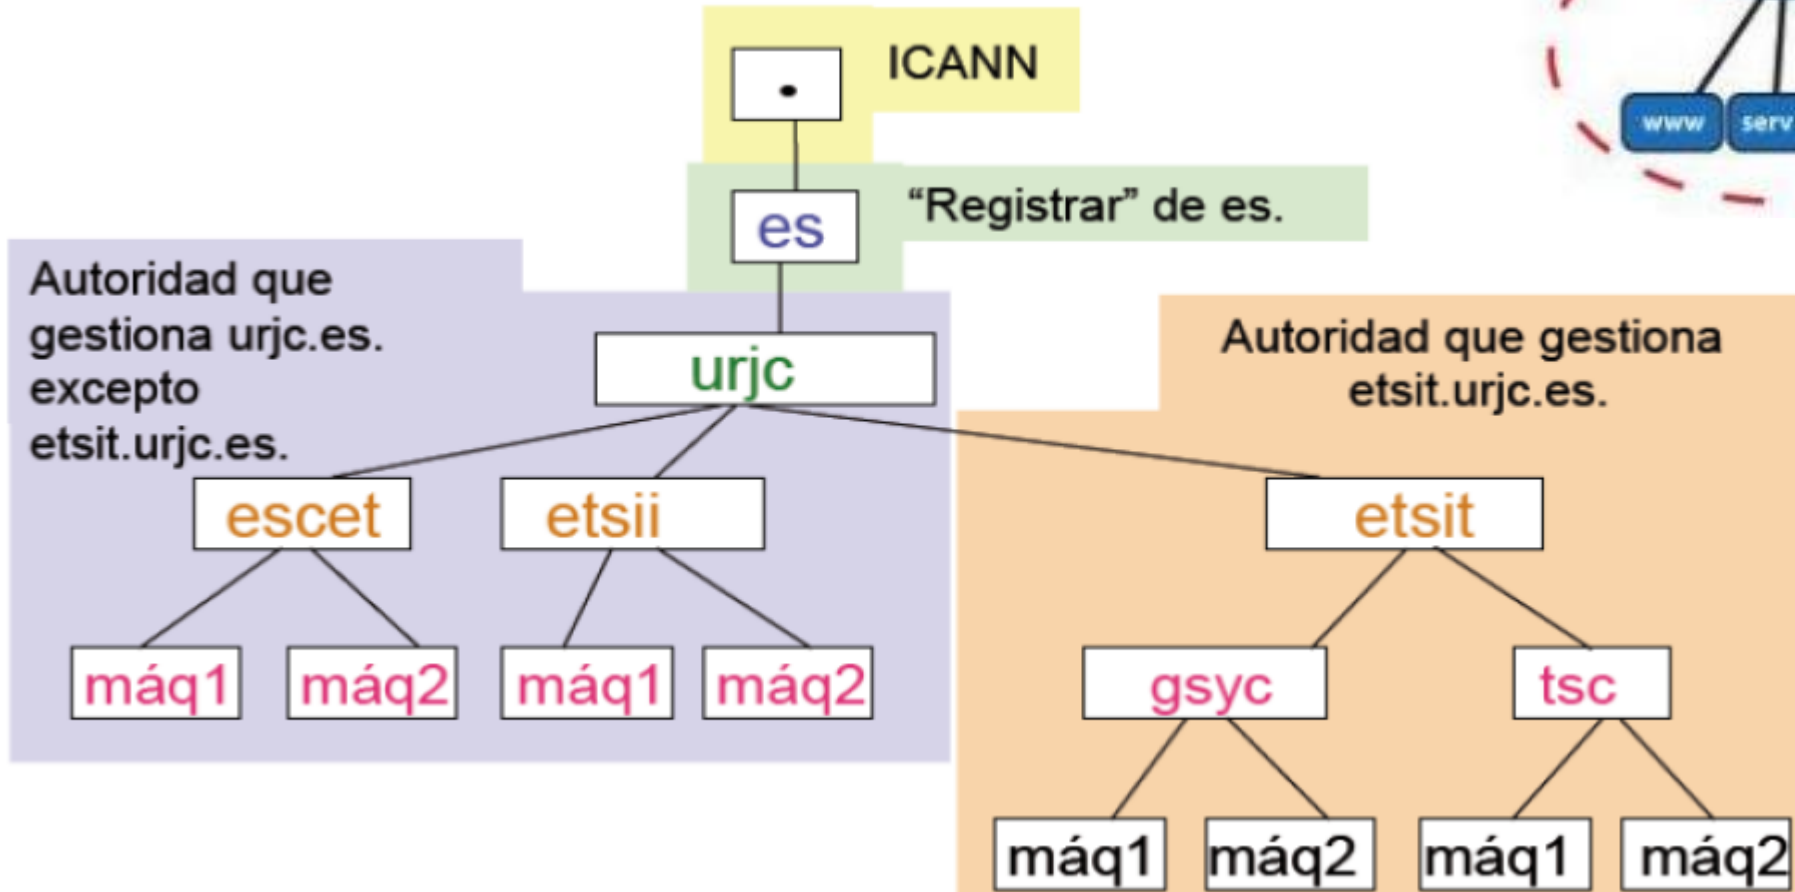 .
ICANN
www
serv
es
“Registrar” de es.
Autoridad que
gestiona urjc.es.
excepto
etsit.urjc.es.
urjc
Autoridad que gestiona
etsit.urjc.es.
escet
etsii
etsit
máq1
máq2
máq1
máq2
gsyc
tsc
máq1
máq2
máq1
máq2